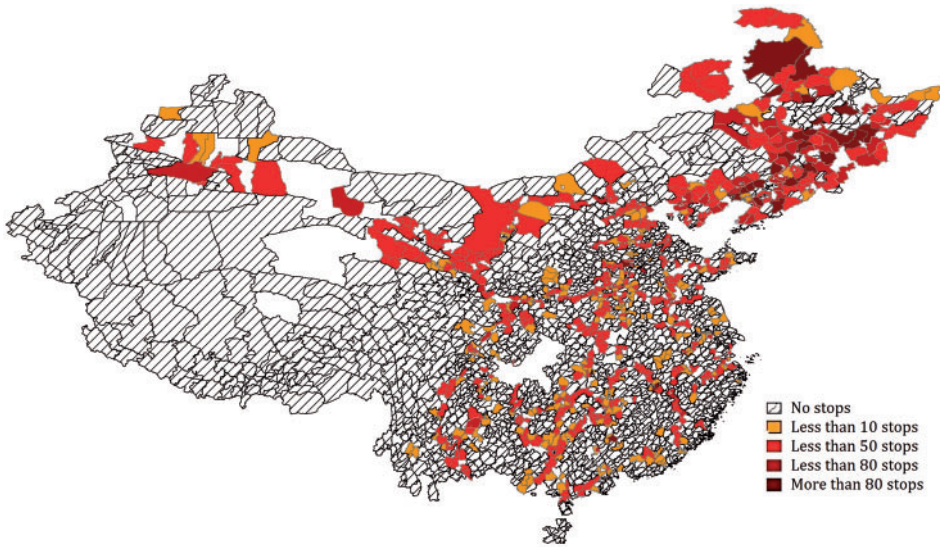 No stops
Less than 10 stops
Less than 50 stops
Less than 80 stops
More than 80 stops